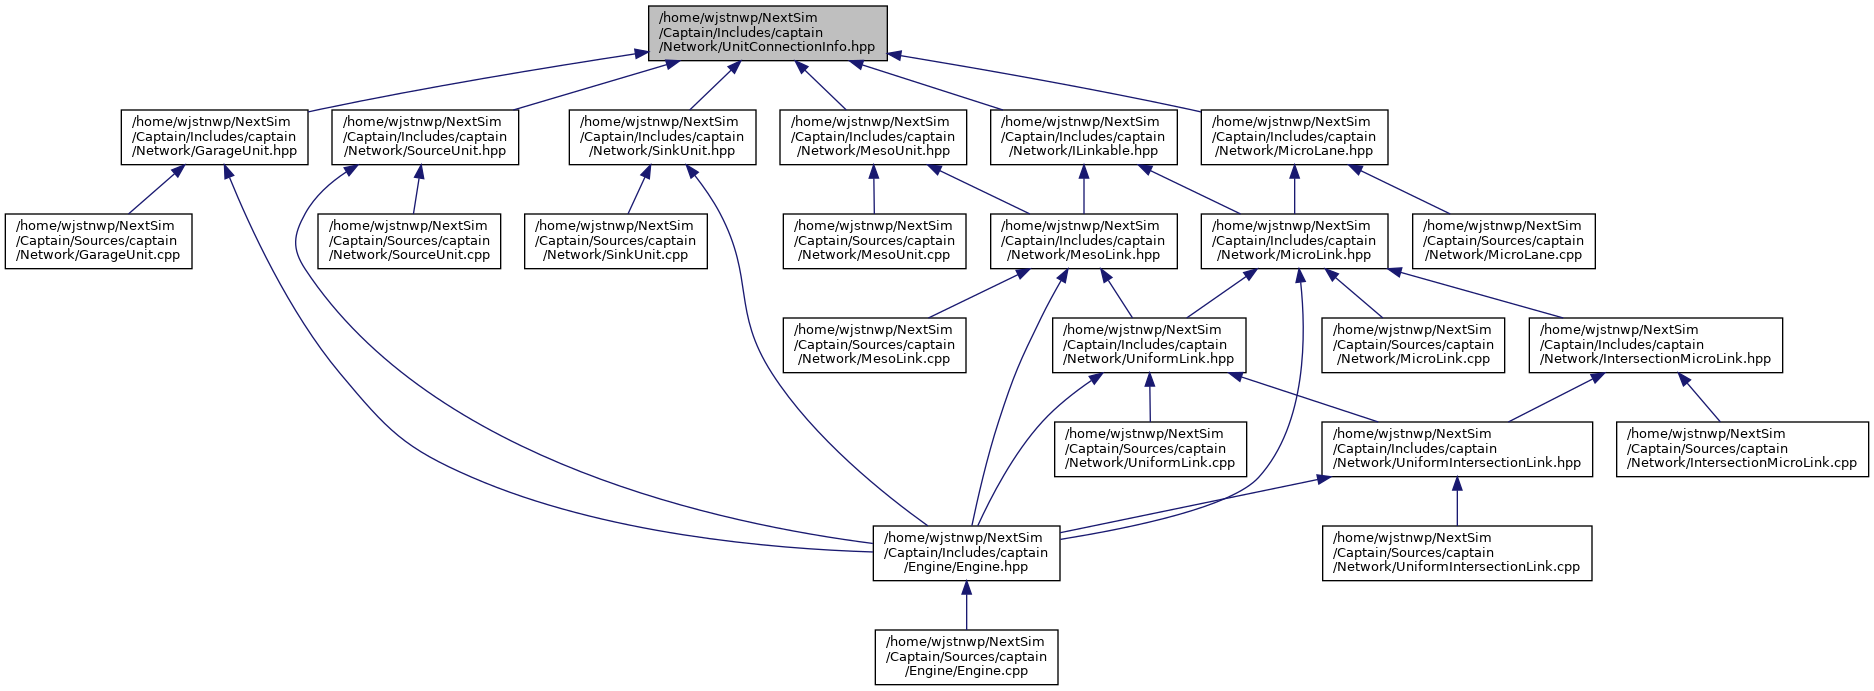 /home/wjstnwp/NextSim
/Captain/Includes/captain
/Network/UnitConnectionInfo.hpp
/home/wjstnwp/NextSim
/Captain/Includes/captain
/Network/GarageUnit.hpp
/home/wjstnwp/NextSim
/Captain/Includes/captain
/Network/SourceUnit.hpp
/home/wjstnwp/NextSim
/Captain/Includes/captain
/Network/SinkUnit.hpp
/home/wjstnwp/NextSim
/Captain/Includes/captain
/Network/MesoUnit.hpp
/home/wjstnwp/NextSim
/Captain/Includes/captain
/Network/ILinkable.hpp
/home/wjstnwp/NextSim
/Captain/Includes/captain
/Network/MicroLane.hpp
/home/wjstnwp/NextSim
/Captain/Sources/captain
/Network/GarageUnit.cpp
/home/wjstnwp/NextSim
/Captain/Sources/captain
/Network/SourceUnit.cpp
/home/wjstnwp/NextSim
/Captain/Sources/captain
/Network/SinkUnit.cpp
/home/wjstnwp/NextSim
/Captain/Sources/captain
/Network/MesoUnit.cpp
/home/wjstnwp/NextSim
/Captain/Includes/captain
/Network/MesoLink.hpp
/home/wjstnwp/NextSim
/Captain/Includes/captain
/Network/MicroLink.hpp
/home/wjstnwp/NextSim
/Captain/Sources/captain
/Network/MicroLane.cpp
/home/wjstnwp/NextSim
/Captain/Sources/captain
/Network/MesoLink.cpp
/home/wjstnwp/NextSim
/Captain/Includes/captain
/Network/UniformLink.hpp
/home/wjstnwp/NextSim
/Captain/Sources/captain
/Network/MicroLink.cpp
/home/wjstnwp/NextSim
/Captain/Includes/captain
/Network/IntersectionMicroLink.hpp
/home/wjstnwp/NextSim
/Captain/Sources/captain
/Network/UniformLink.cpp
/home/wjstnwp/NextSim
/Captain/Includes/captain
/Network/UniformIntersectionLink.hpp
/home/wjstnwp/NextSim
/Captain/Sources/captain
/Network/IntersectionMicroLink.cpp
/home/wjstnwp/NextSim
/Captain/Includes/captain
/Engine/Engine.hpp
/home/wjstnwp/NextSim
/Captain/Sources/captain
/Network/UniformIntersectionLink.cpp
/home/wjstnwp/NextSim
/Captain/Sources/captain
/Engine/Engine.cpp